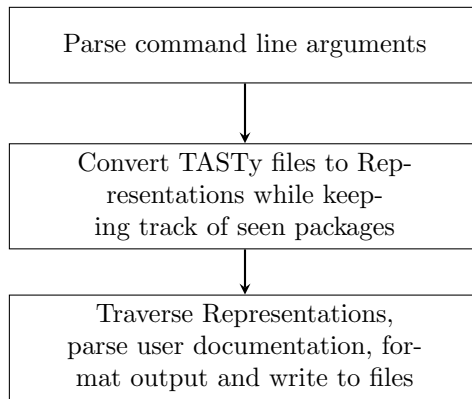 Parse command line arguments
Convert TASTy files to Rep-
resentations while keep-
ing track of seen packages
Traverse Representations,
parse user documentation, for-
mat output and write to files